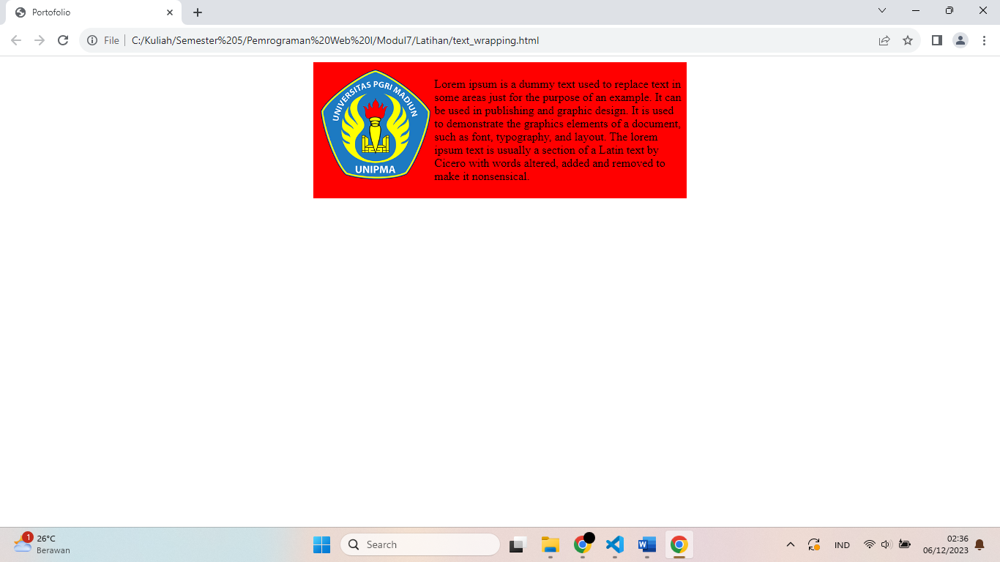 Portofolio
File
C:/Kuliah/Semester%205/Pemrograman%20Web%20I/Modul7/Latihan/text_wrapping.html
UNIVERSITAS PGRI MADIUN
UNIPMA
Lorem ipsum is a dummy text used to replace text in
some areas just for the purpose of an example. It can
be used in publishing and graphic design. It is used
to demonstrate the graphics elements of a document,
such as font, typography, and layout. The lorem
ipsum text is usually a section of a Latin text by
Cicero with words altered, added and removed to
make it nonsensical.
1
26°C
Berawan
Search
W
IND
02:36
06/12/2023